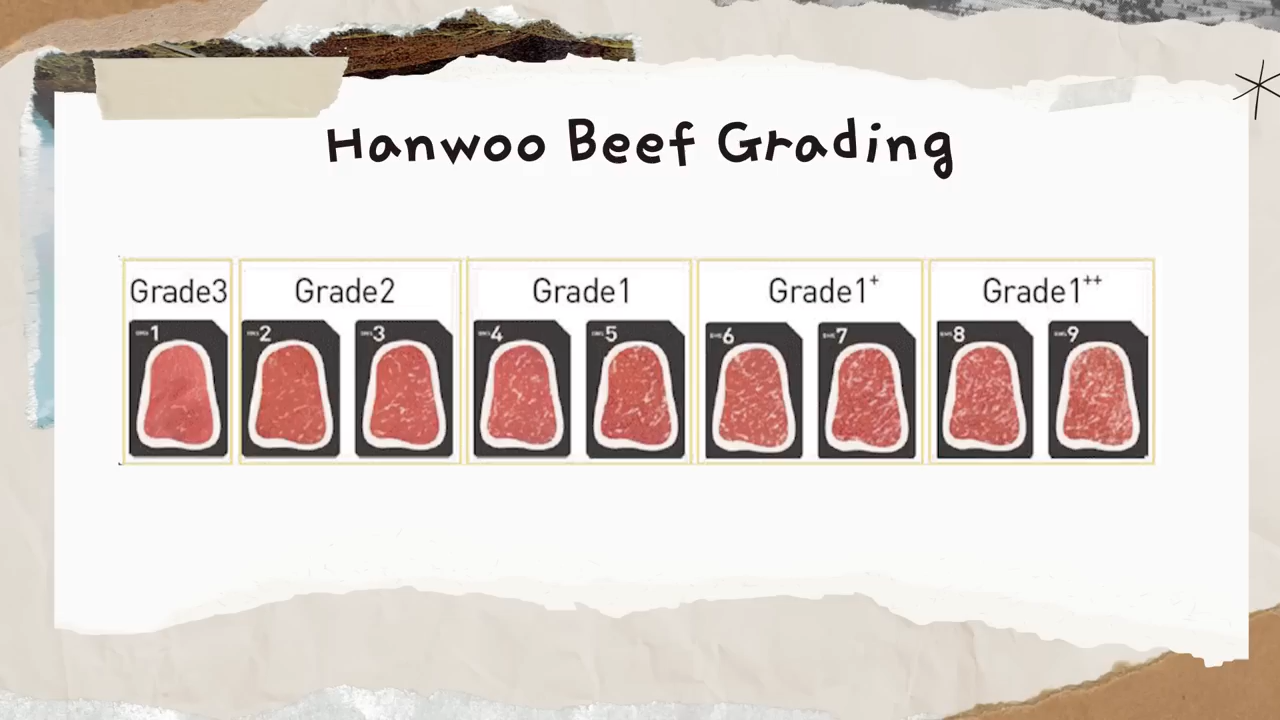 Hanwoo Beef Grading
Grade3 Grade2 Grade1 Grade1⁺ Grade1⁺⁺
1 2 3 4 5 6 7 8 9